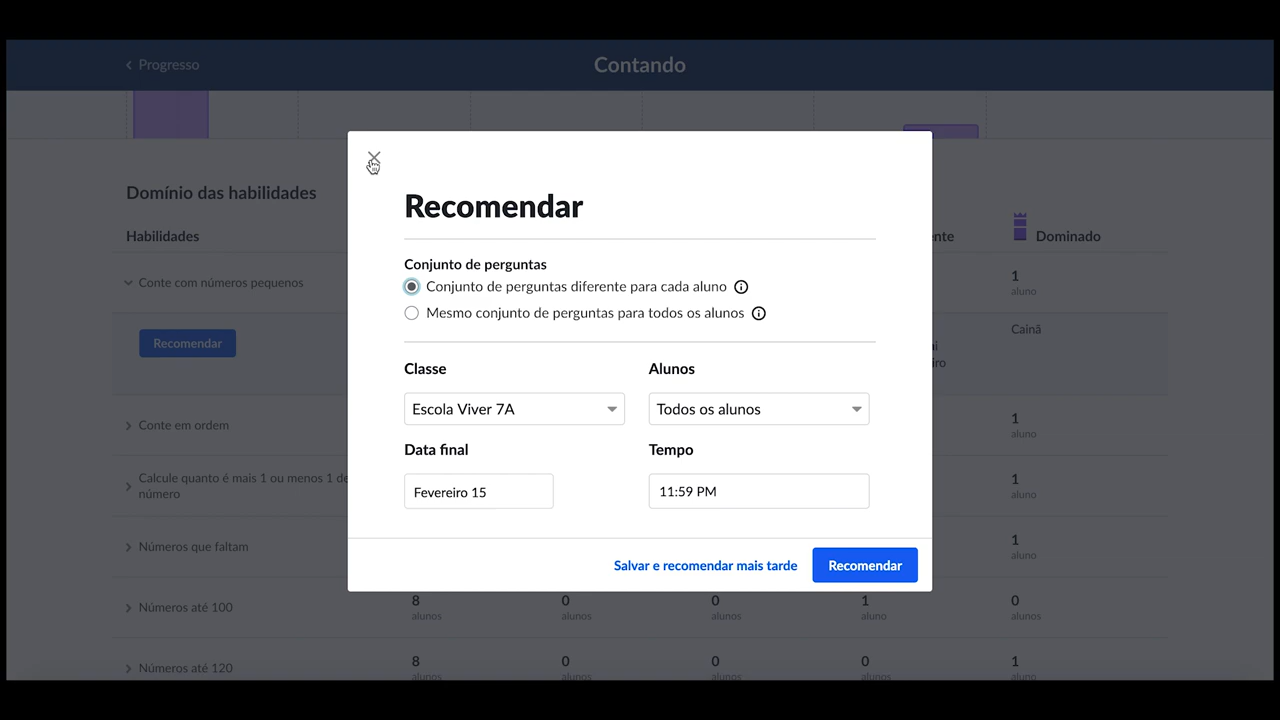 Progresso
Contando
Domínio das habilidades
Habilidades
Dominado
Conte com números pequenos
1
aluno
Recomendar
Cainã
Conte em ordem
1
aluno
Calcule quanto é mais 1 ou menos 1 de
número
1
aluno
Números que faltam
1
aluno
Números até 100
8
alunos
0
alunos
0
alunos
1
aluno
0
alunos
Números até 120
8
alunos
0
alunos
0
alunos
0
alunos
1
aluno
Recomendar
Conjunto de perguntas
Conjunto de perguntas diferente para cada aluno
Mesmo conjunto de perguntas para todos os alunos
Classe
Alunos
Escola Viver 7A
Todos os alunos
Data final
Tempo
Fevereiro 15
11:59 PM
Salvar e recomendar mais tarde
Recomendar